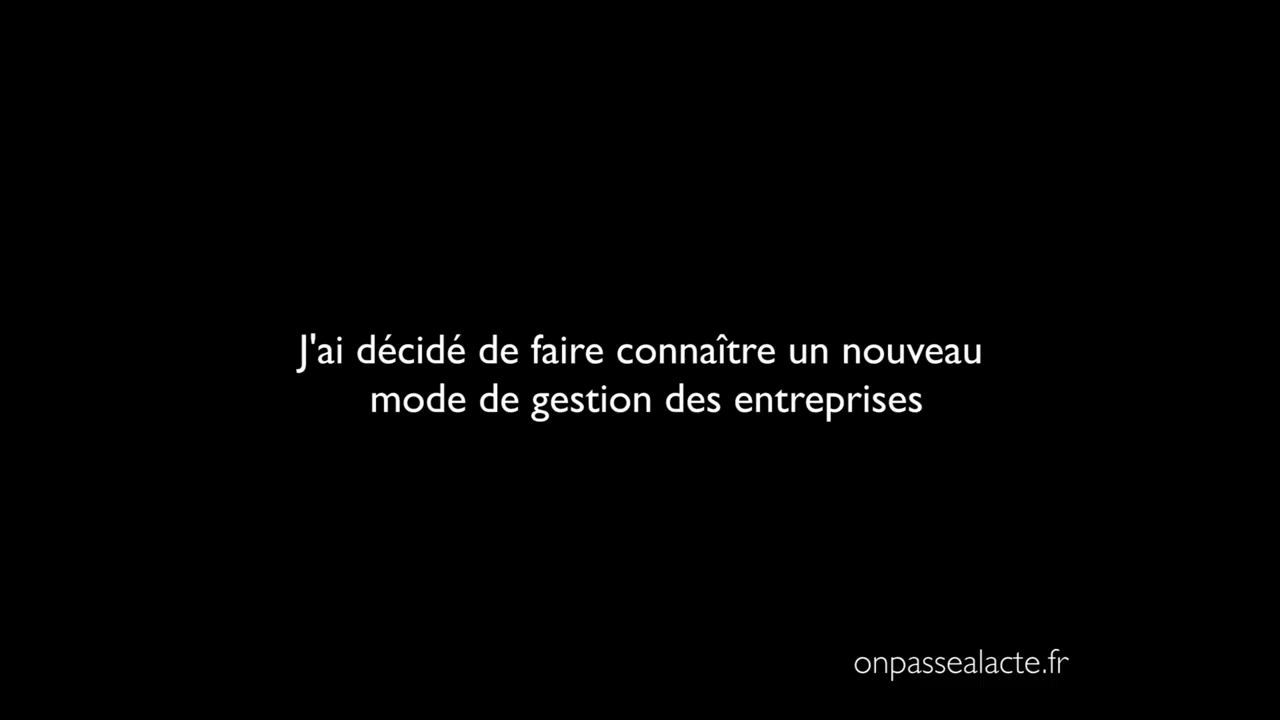 J'ai décidé de faire connaître un nouveau
mode de gestion des entreprises
onpassealacte.fr